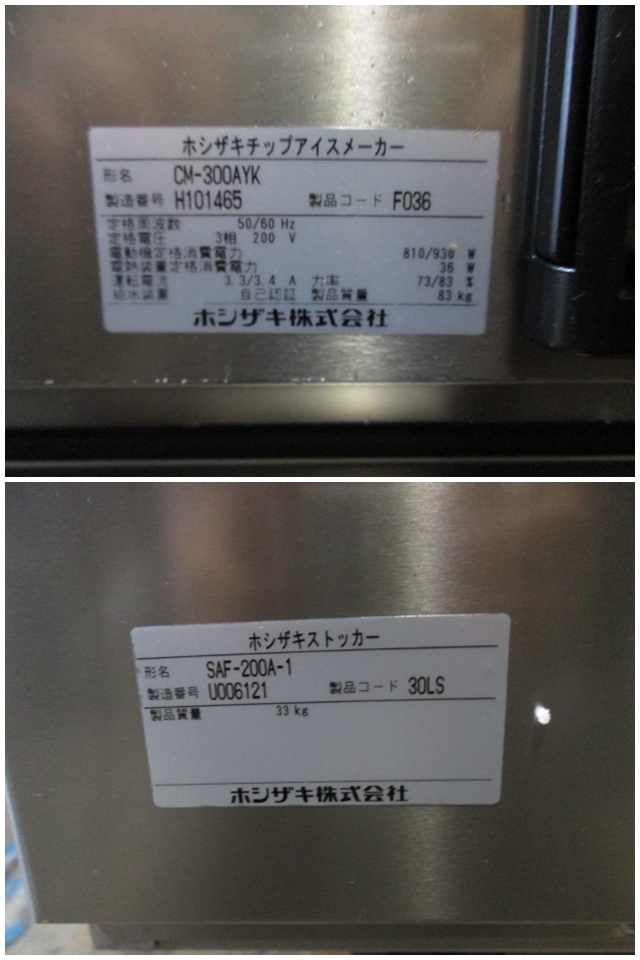 ホシザキチップアイスメーカー
形名 CM-300AYK
製造番号 H101465 製品コード F036
定格周波数 50/60 Hz
定格電圧 3相 200 V
電動機定格消費電力 810/930 W
電熱装置定格消費電力 36 W
運転電流 3.3/3.4 A 力率 73/83 %
給水装置 自己認証 製品質量 83 kg
ホシザキ株式会社
ホシザキストッカー
形名 SAF-200A-1
製造番号 U006121 製品コード 30LS
製品質量 33 kg
ホシザキ株式会社